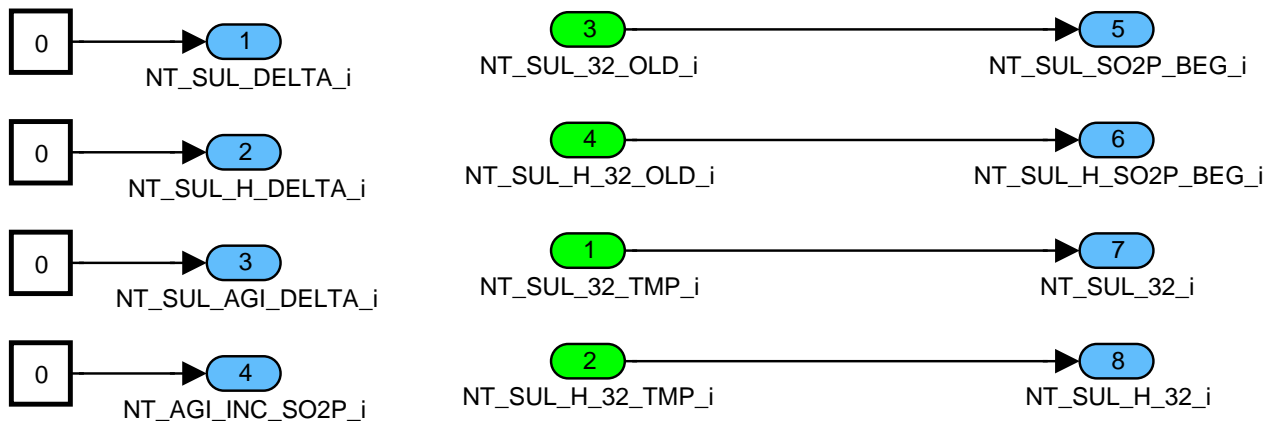 0 1 3 5
NT_SUL_DELTA_i NT_SUL_32_OLD_i NT_SUL_SO2P_BEG_i
0 2 4 6
NT_SUL_H_DELTA_i NT_SUL_H_32_OLD_i NT_SUL_H_SO2P_BEG_i
0 3 1 7
NT_SUL_AGI_DELTA_i NT_SUL_32_TMP_i NT_SUL_32_i
0 4 2 8
NT_AGI_INC_SO2P_i NT_SUL_H_32_TMP_i NT_SUL_H_32_i